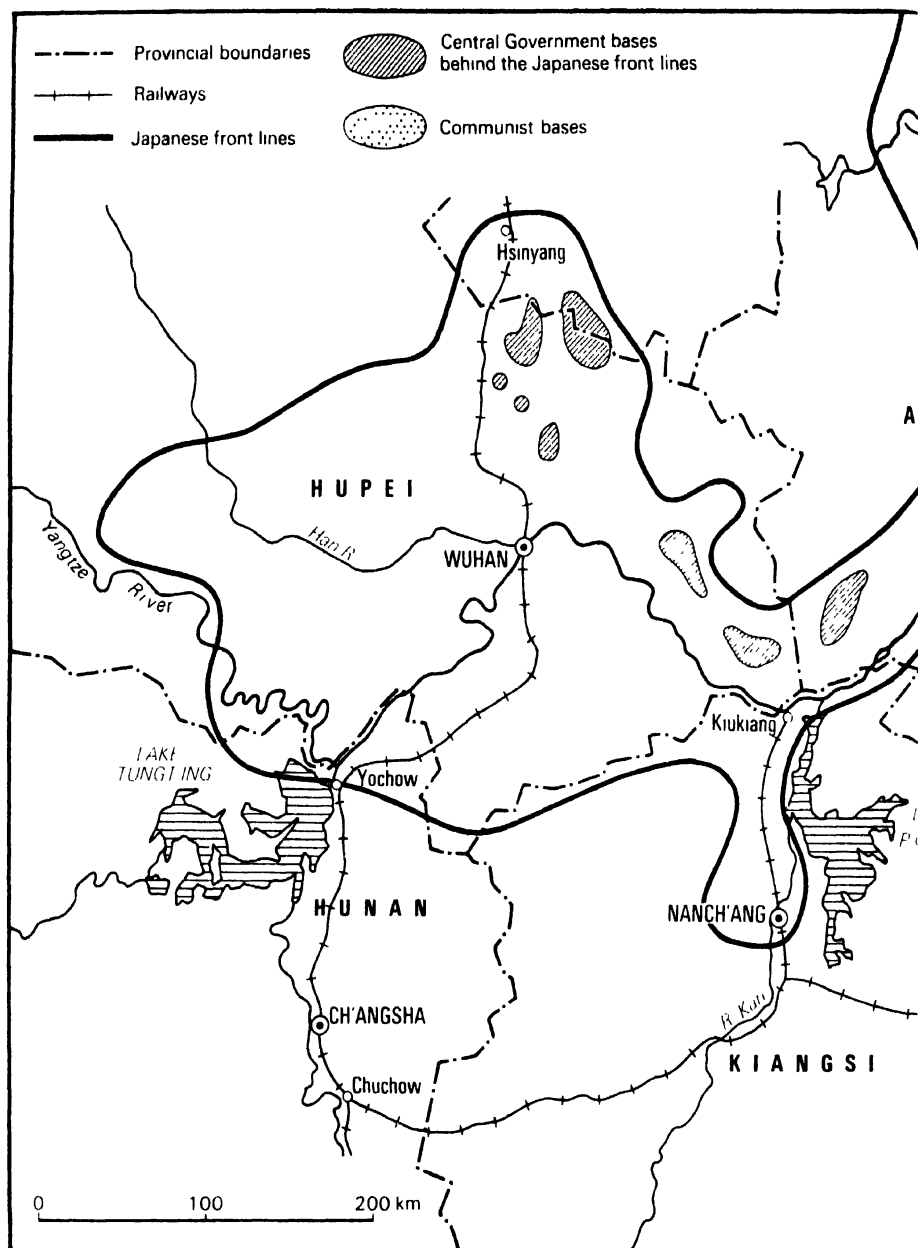 Provincial boundaries
Railways
Japanese front lines
Central Government bases
behind the Japanese front lines
Communist bases
Hsinyang
A
HUPEI
Han R
WUHAN
Yangtze
River
Kiukiang
LAKE
TUNGTING
Yochow
P
HUNAN
NANCH'ANG
CH'ANGSHA
R Kan
KIANGSI
Chuchow
0 100 200 km